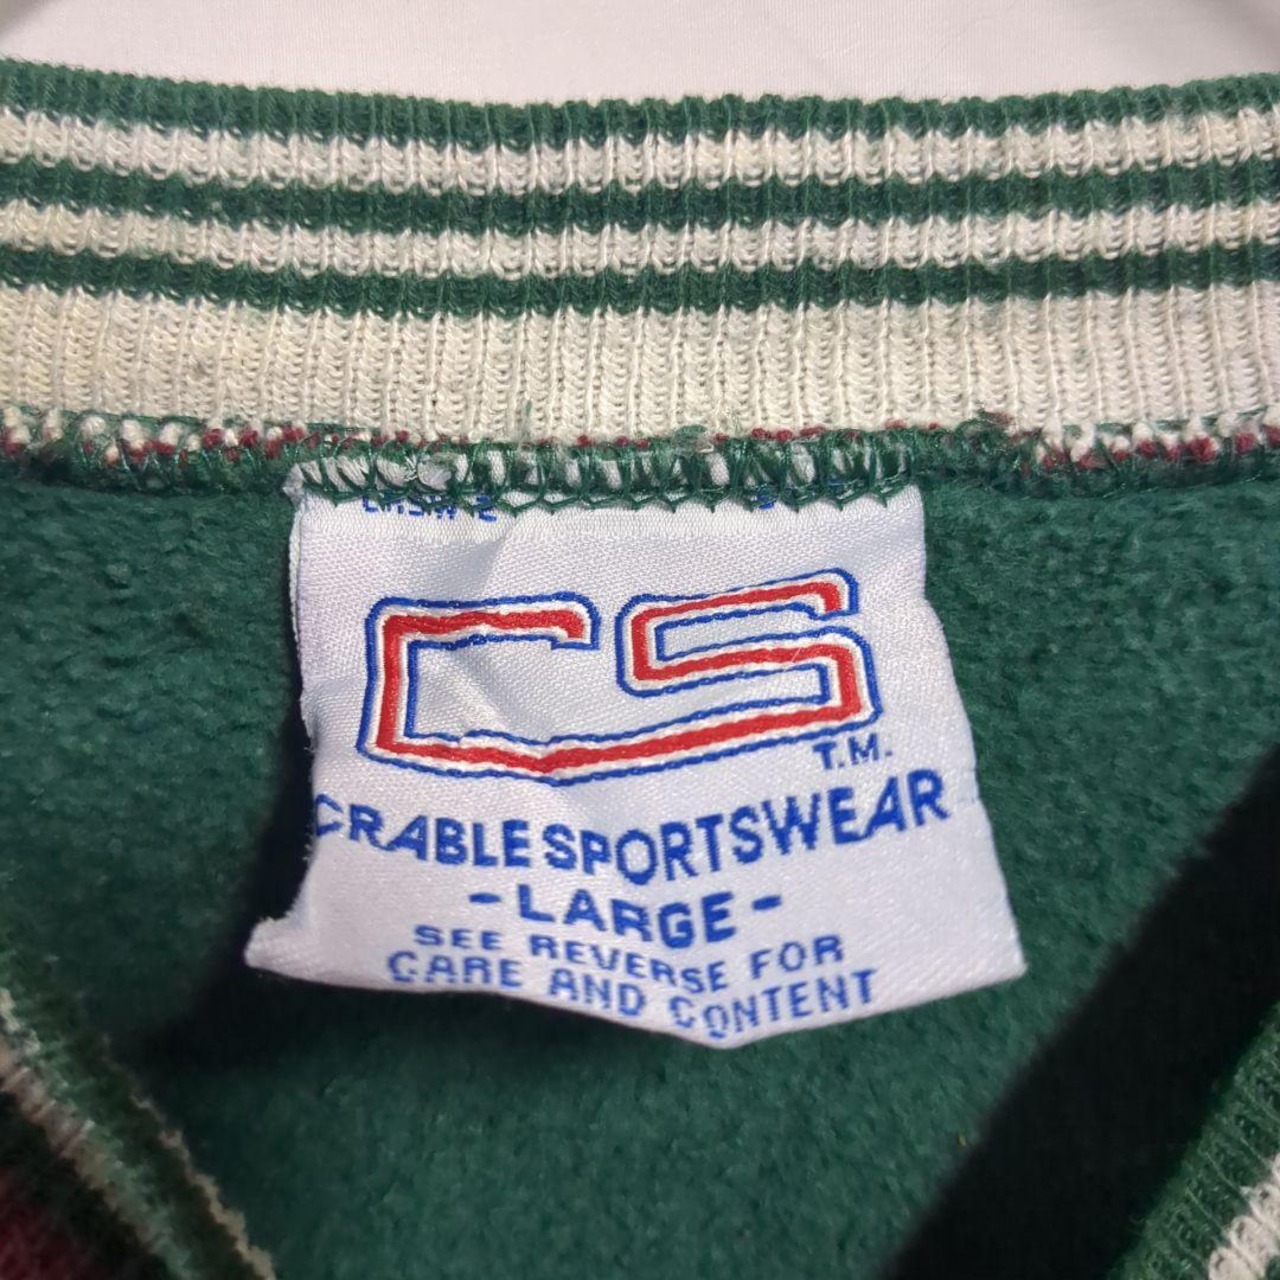 CS
T.M.
CRABLE SPORTSWEAR
- LARGE -
SEE REVERSE FOR
CARE AND CONTENT